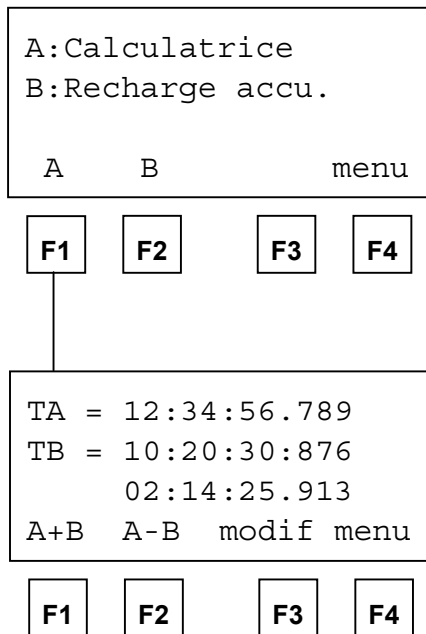 A:Calculatrice
B:Recharge accu.
A B menu
F1 F2 F3 F4
TA = 12:34:56.789
TB = 10:20:30:876
02:14:25.913
A+B A-B modif menu
F1 F2 F3 F4